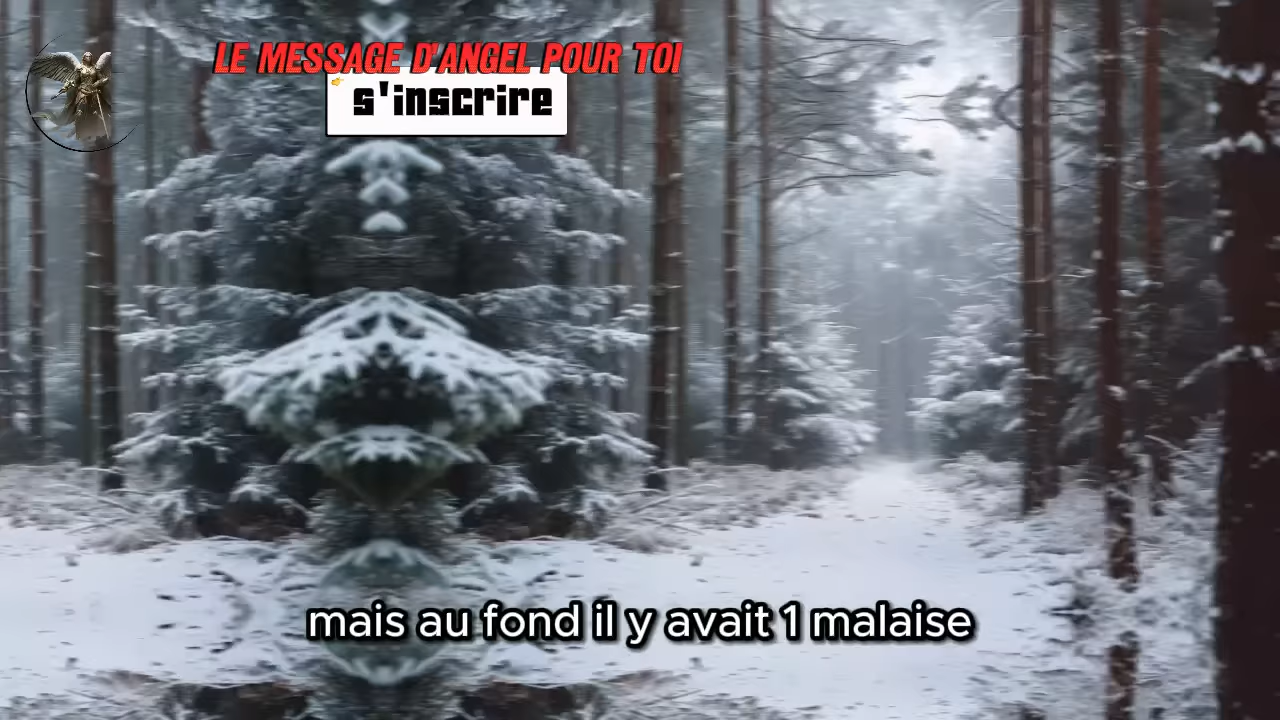 LE MESSAGE D'ANGEL POUR TOI
👉 s'inscrire
mais au fond il y avait 1 malaise